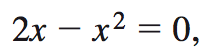 2x − x² = 0,